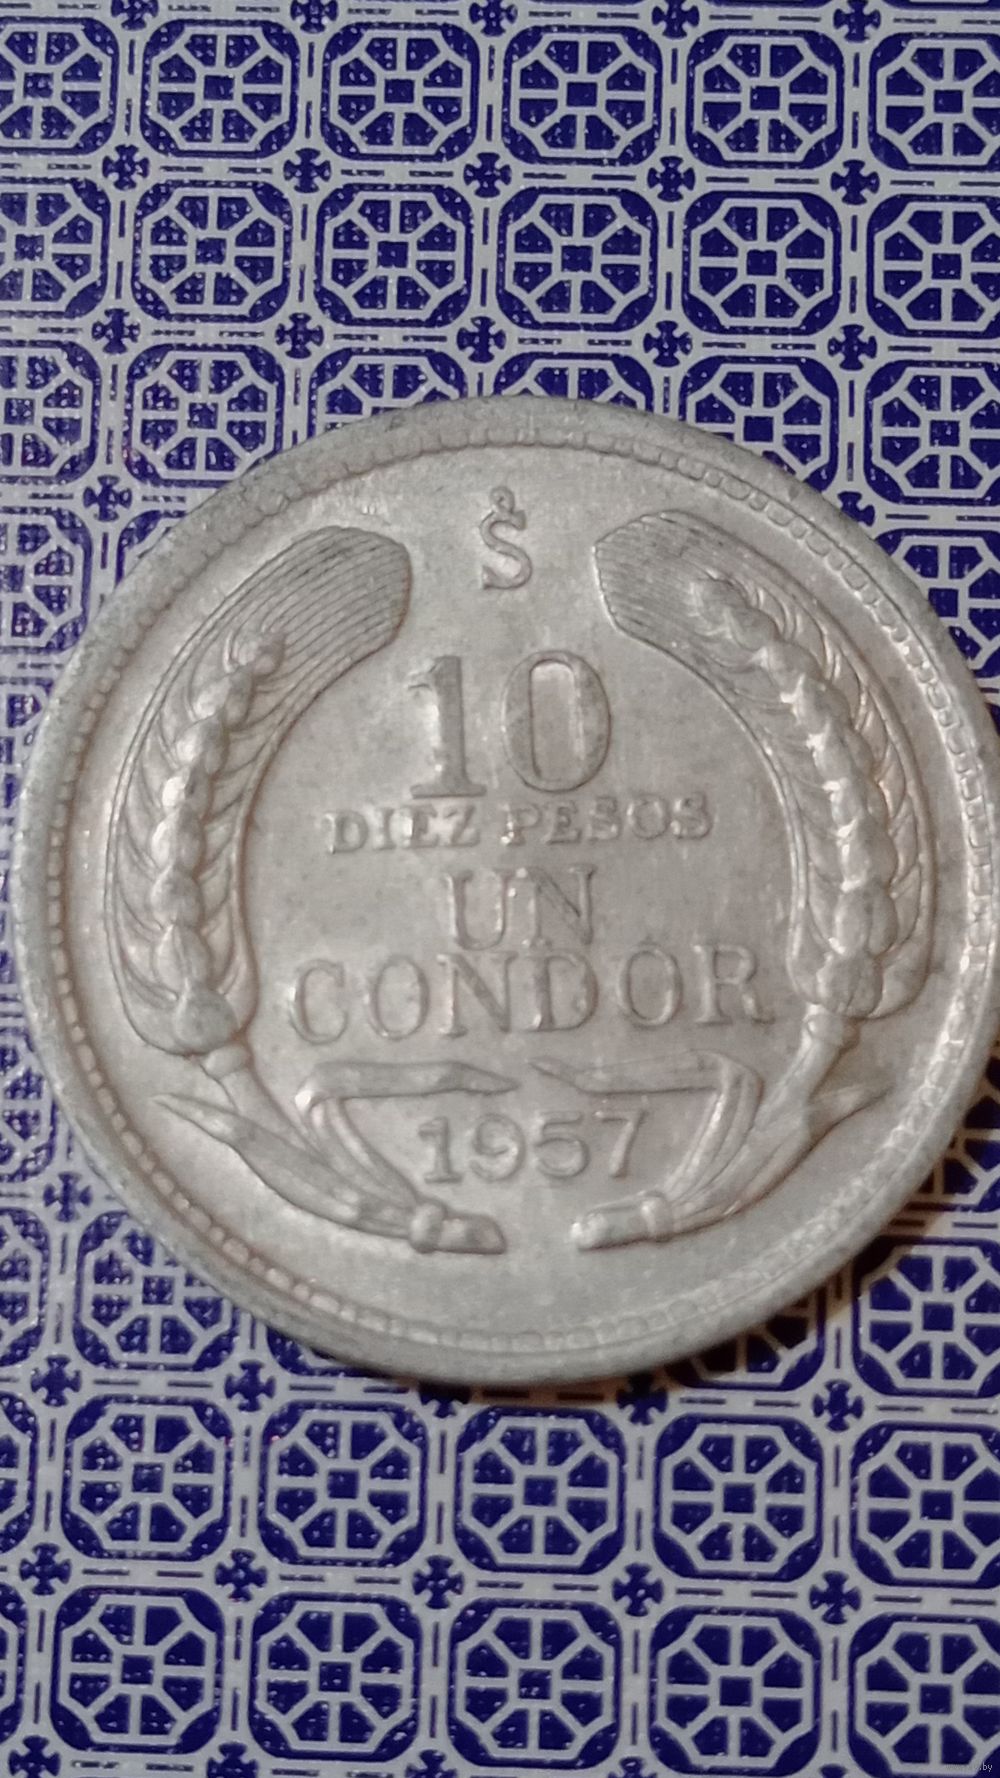 S
10
DIEZ PESOS
UN
CONDOR
1957